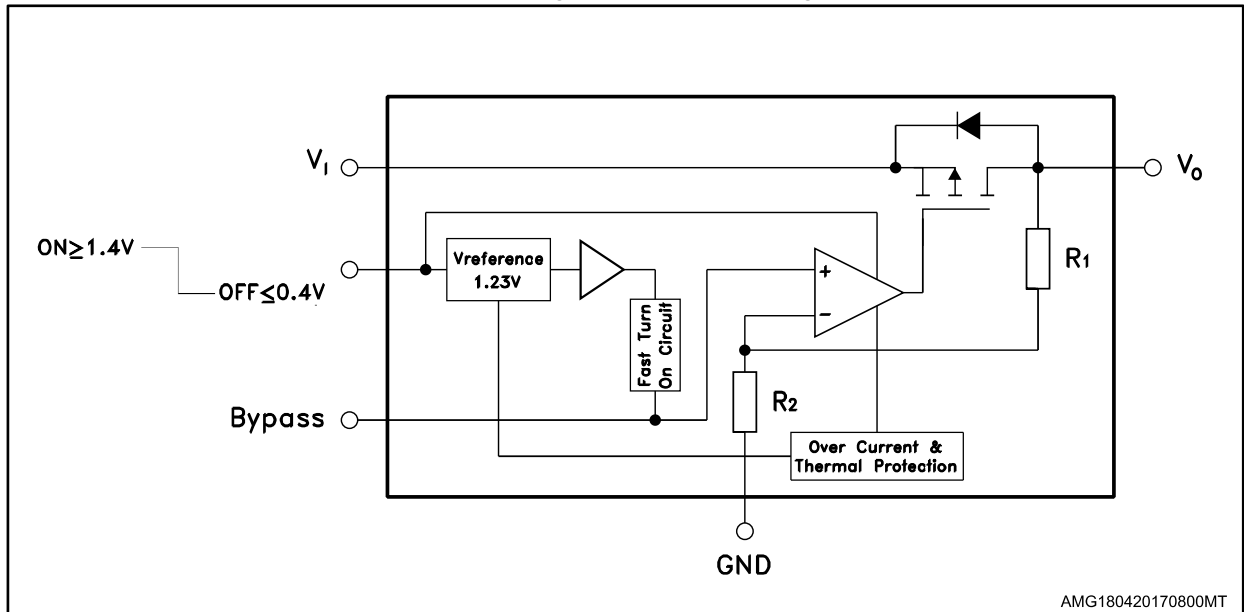 VI
VO
ON≥1.4V
OFF≤0.4V
Vreference
1.23V
Fast Turn
On Circuit
+
-
R1
R2
Bypass
Over Current &
Thermal Protection
GND
AMG180420170800MT